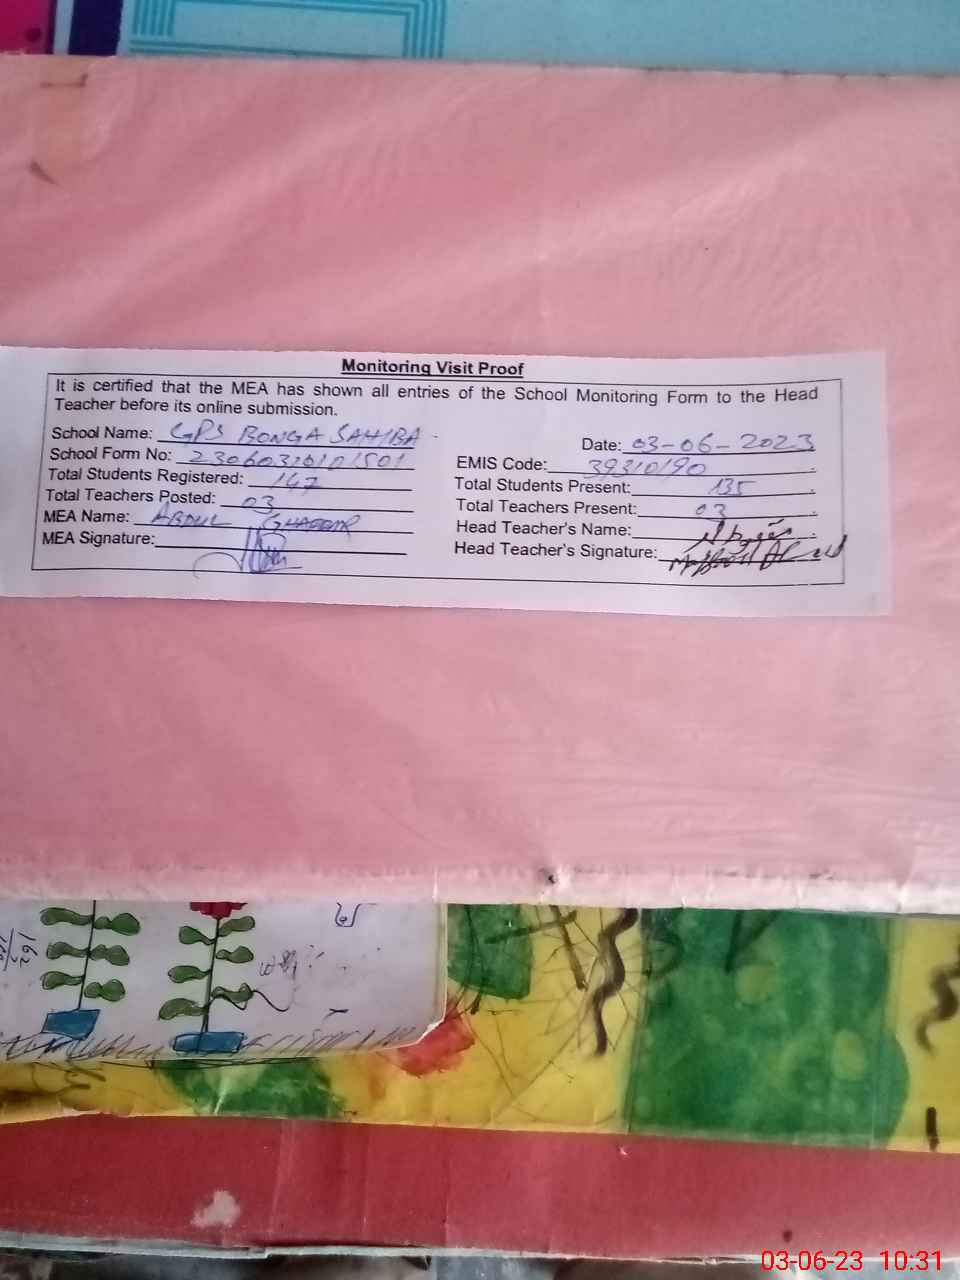 Monitoring Visit Proof
It is certified that the MEA has shown all entries of the School Monitoring Form to the Head
Teacher before its online submission.
School Name: GPS BONGA SAHIBA
Date: 03-06-2023
School Form No: 23060310101501
EMIS Code: 39310190
Total Students Registered: 147
Total Students Present: 135
Total Teachers Posted: 03
Total Teachers Present: 03
MEA Name: ABDUL GHAFFAR
Head Teacher's Name:
MEA Signature:
Head Teacher's Signature:
162
03-06-23 10:31